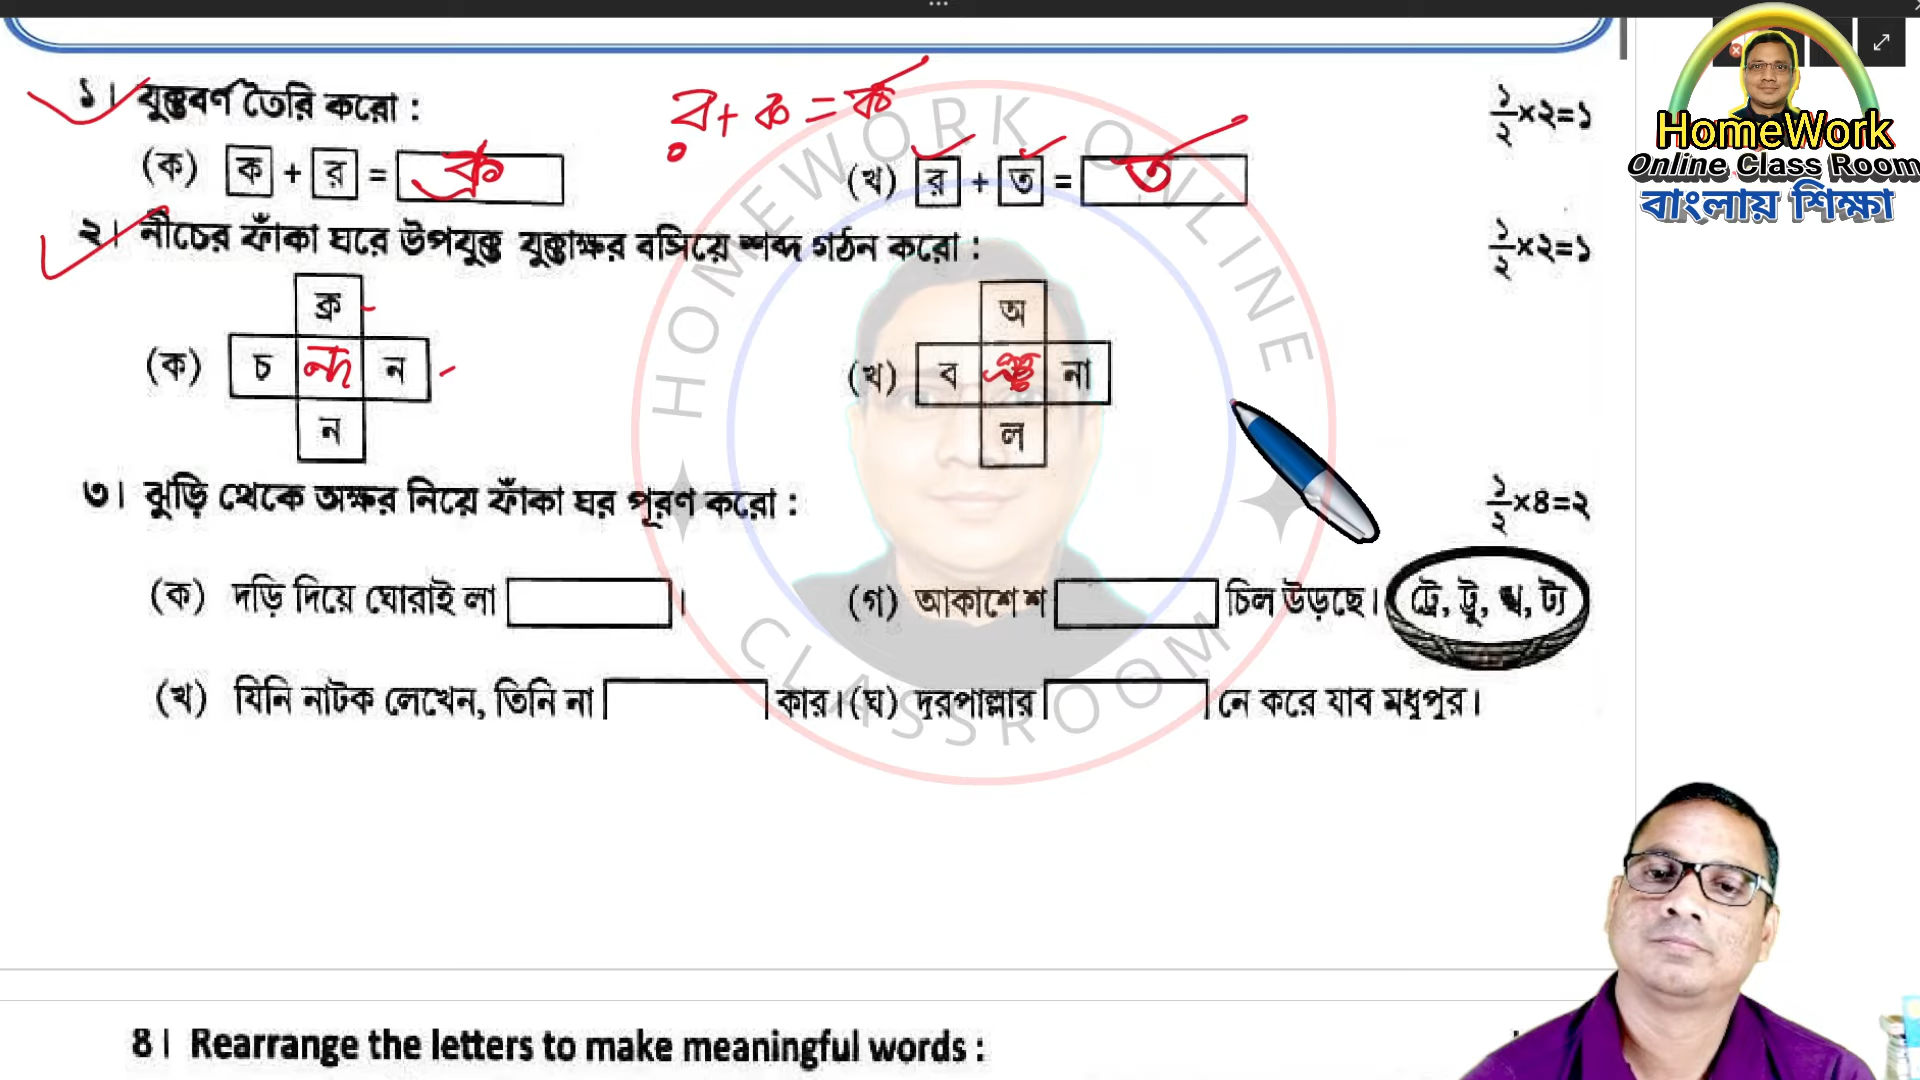 ১। যুক্তবর্ণ তৈরি করো :
র + ক = র্ক
১/২×২=১
HomeWork
Online Class Room
বাংলায় শিক্ষা
(ক) ক + র = ক্র
(খ) র + ত = র্ত
২। নীচের ফাঁকা ঘরে উপযুক্ত যুক্তাক্ষর বসিয়ে শব্দ গঠন করো :
১/২×২=১
ক্র
(ক) চ ন্দ ন
ন
অ
(খ) ব ঞ্চ না
ল
৩। ঝুড়ি থেকে অক্ষর নিয়ে ফাঁকা ঘর পূরণ করো :
১/২×৪=২
(ক) দড়ি দিয়ে ঘোরাই লা ।
(গ) আকাশে শ চিল উড়ছে।
ট্রে, ট্টু, ঙ্খ, ট্য
(খ) যিনি নাটক লেখেন, তিনি না কার।
(ঘ) দূরপাল্লার নে করে যাব মধুপুর।
HOMEWORK ONLINE
CLASSROOM
8। Rearrange the letters to make meaningful words :